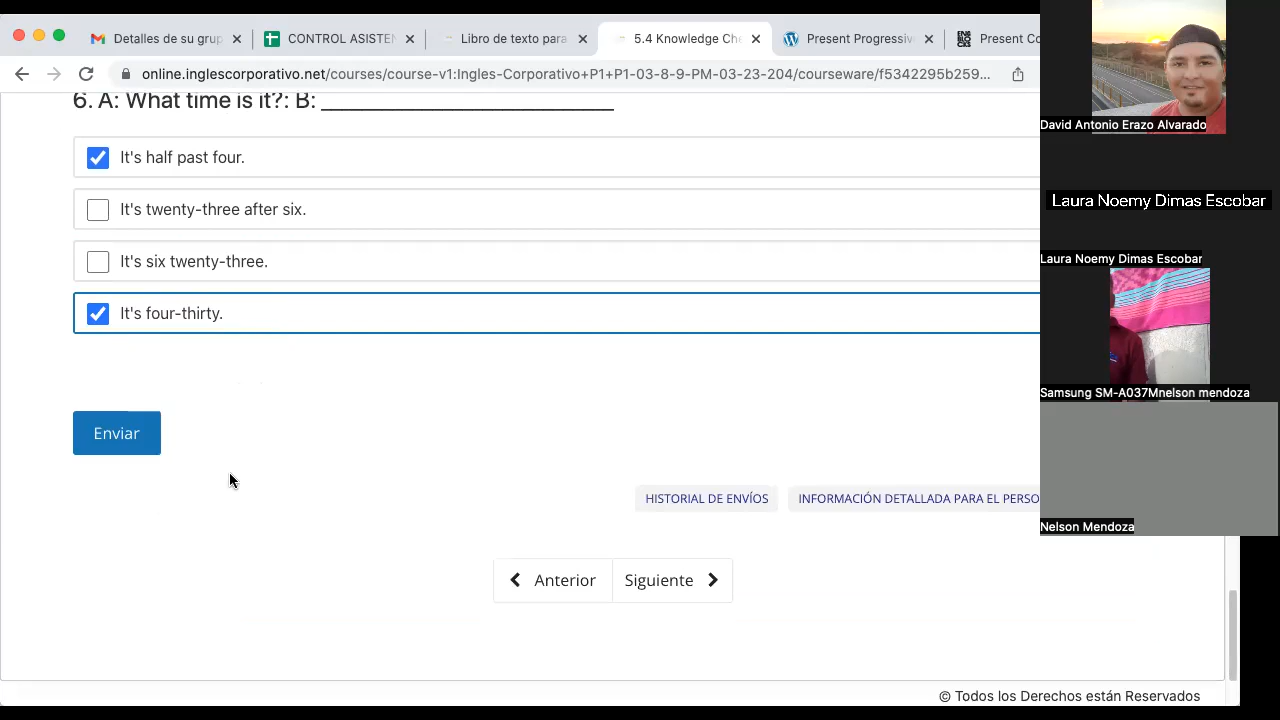 Detalles de su grup
CONTROL ASISTEN
Libro de texto para
5.4 Knowledge Che
Present Progressiv
Present Co
online.inglescorporativo.net/courses/course-v1:Ingles-Corporativo+P1+P1-03-8-9-PM-03-23-204/courseware/f5342295b259...
6. A: What time is it?: B: ___________________________
It's half past four.
It's twenty-three after six.
It's six twenty-three.
It's four-thirty.
Enviar
HISTORIAL DE ENVÍOS
INFORMACIÓN DETALLADA PARA EL PERSO
Anterior
Siguiente
© Todos los Derechos están Reservados
David Antonio Erazo Alvarado
Laura Noemy Dimas Escobar
Laura Noemy Dimas Escobar
Samsung SM-A037Mnelson mendoza
Nelson Mendoza